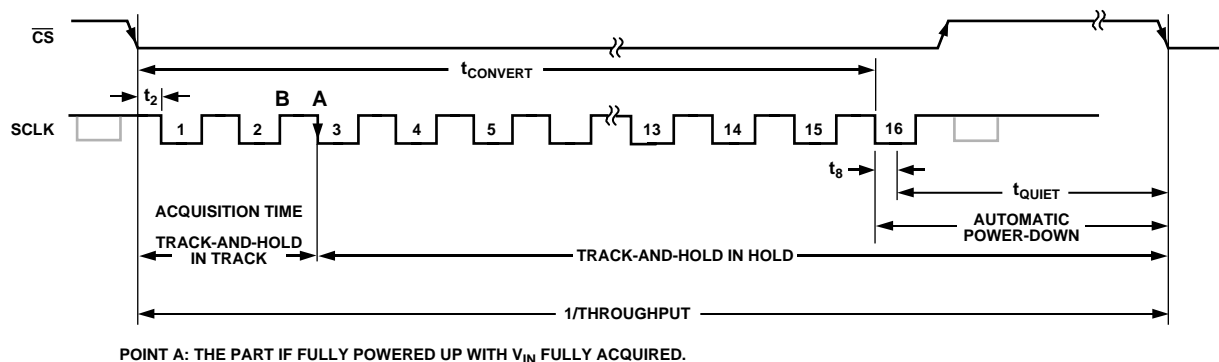 CS
tCONVERT
t2
B A
SCLK
1 2 3 4 5 13 14 15 16
t8
tQUIET
ACQUISITION TIME
AUTOMATIC
POWER-DOWN
TRACK-AND-HOLD
IN TRACK
TRACK-AND-HOLD IN HOLD
1/THROUGHPUT
POINT A: THE PART IF FULLY POWERED UP WITH VIN FULLY ACQUIRED.